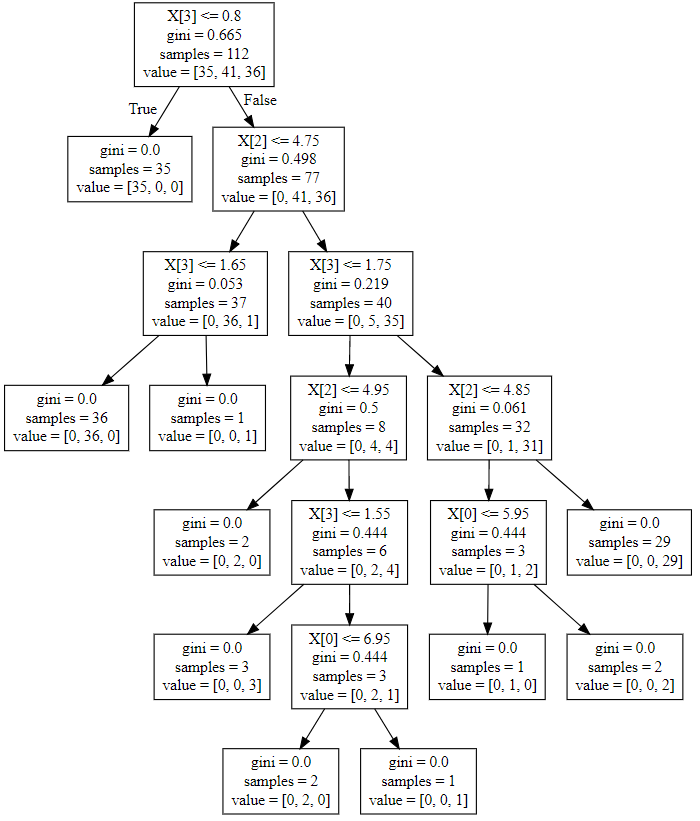 X[3] <= 0.8
gini = 0.665
samples = 112
value = [35, 41, 36]
True
False
gini = 0.0
samples = 35
value = [35, 0, 0]
X[2] <= 4.75
gini = 0.498
samples = 77
value = [0, 41, 36]
X[3] <= 1.65
gini = 0.053
samples = 37
value = [0, 36, 1]
X[3] <= 1.75
gini = 0.219
samples = 40
value = [0, 5, 35]
gini = 0.0
samples = 36
value = [0, 36, 0]
gini = 0.0
samples = 1
value = [0, 0, 1]
X[2] <= 4.95
gini = 0.5
samples = 8
value = [0, 4, 4]
X[2] <= 4.85
gini = 0.061
samples = 32
value = [0, 1, 31]
gini = 0.0
samples = 2
value = [0, 2, 0]
X[3] <= 1.55
gini = 0.444
samples = 6
value = [0, 2, 4]
X[0] <= 5.95
gini = 0.444
samples = 3
value = [0, 1, 2]
gini = 0.0
samples = 29
value = [0, 0, 29]
gini = 0.0
samples = 3
value = [0, 0, 3]
X[0] <= 6.95
gini = 0.444
samples = 3
value = [0, 2, 1]
gini = 0.0
samples = 1
value = [0, 1, 0]
gini = 0.0
samples = 2
value = [0, 0, 2]
gini = 0.0
samples = 2
value = [0, 2, 0]
gini = 0.0
samples = 1
value = [0, 0, 1]